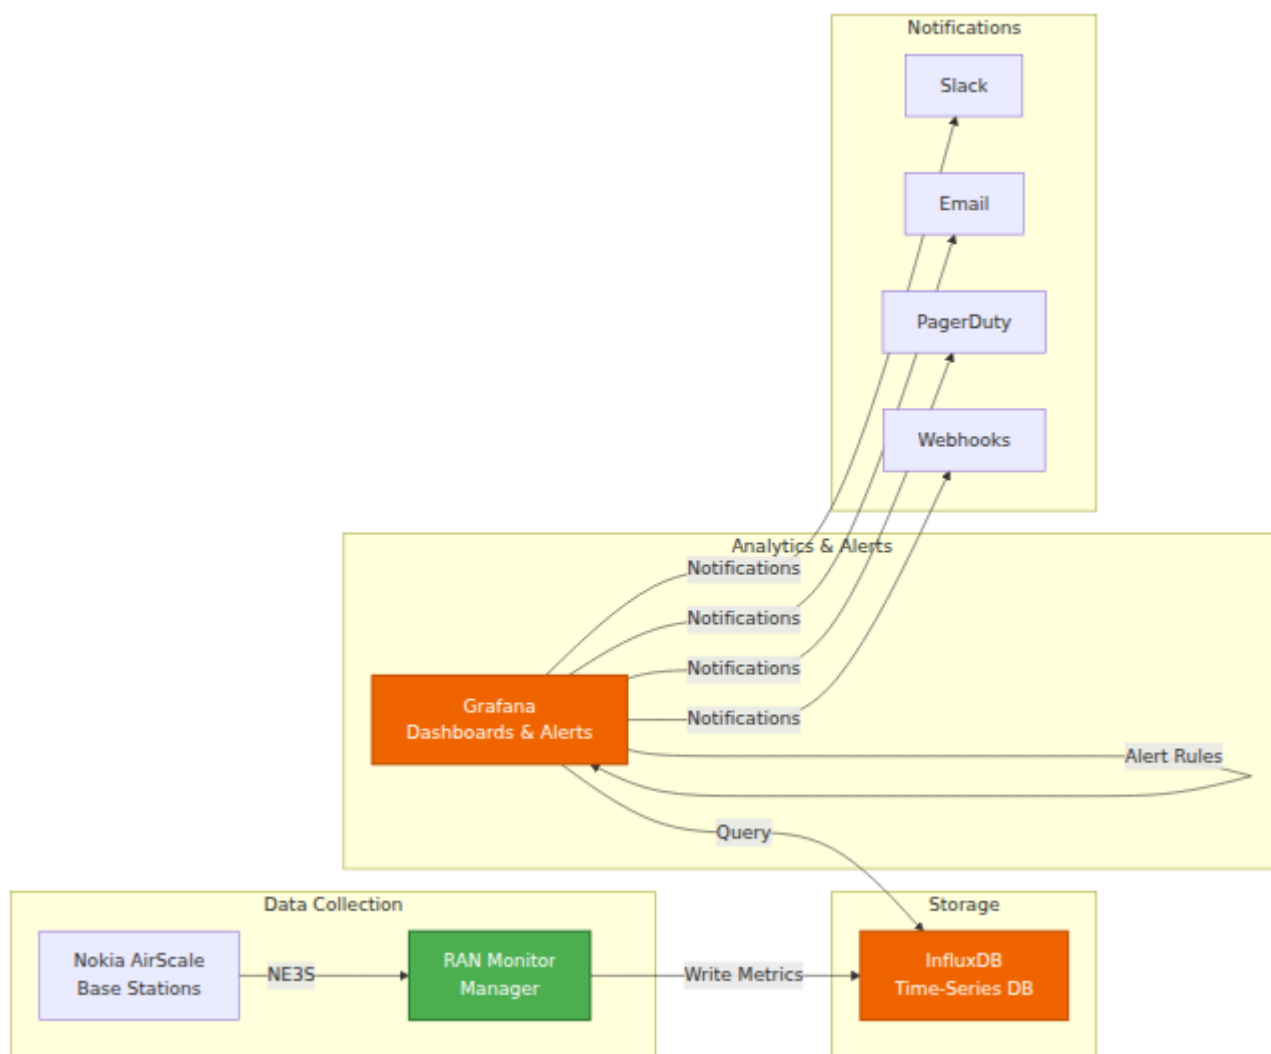 Notifications
Slack
Email
PagerDuty
Webhooks
Analytics & Alerts
Notifications
Notifications
Notifications
Notifications
Grafana
Dashboards & Alerts
Alert Rules
Query
Data Collection
Storage
Nokia AirScale
Base Stations
NE3S
RAN Monitor
Manager
Write Metrics
InfluxDB
Time-Series DB